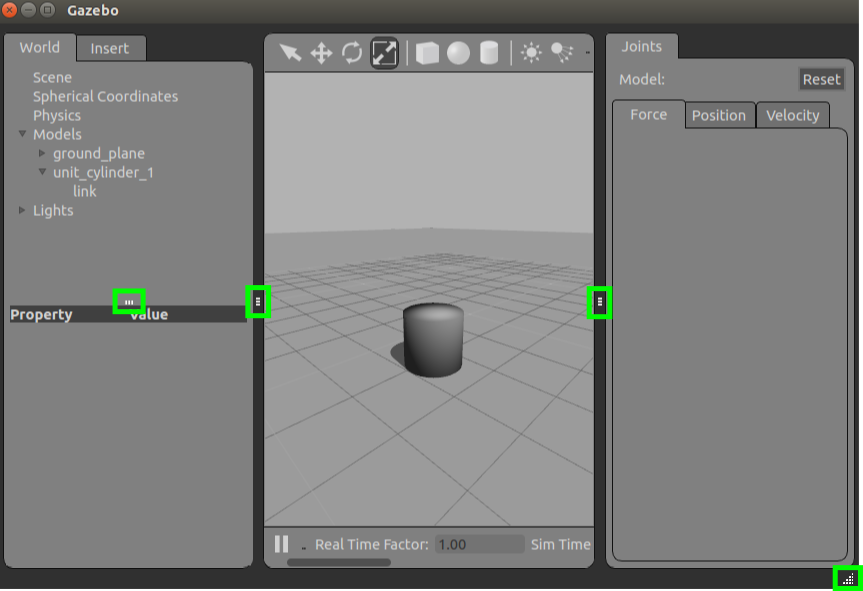 Gazebo
World
Insert
Scene
Spherical Coordinates
Physics
Models
ground_plane
unit_cylinder_1
link
Lights
Property
Value
Real Time Factor: 1.00 Sim Time
Joints
Model: Reset
Force Position Velocity